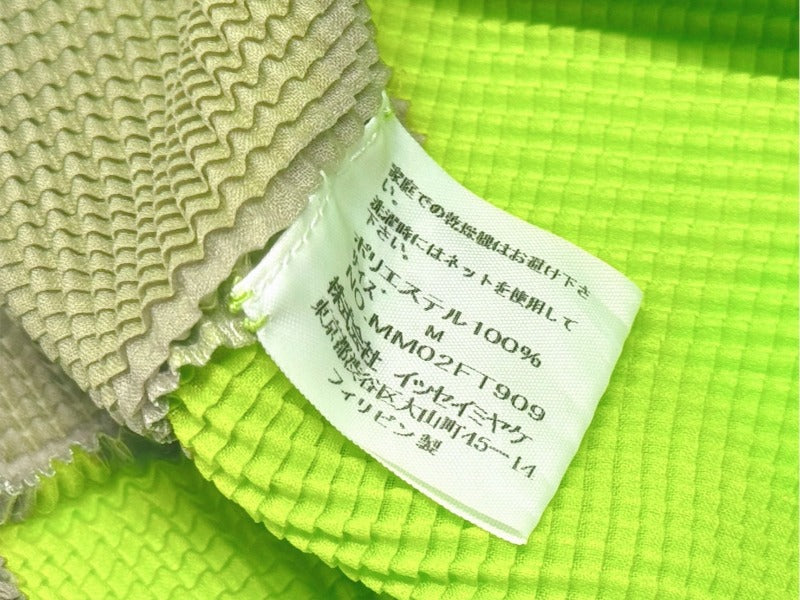 家庭での乾燥機はお避け下さ
い。
洗濯時にはネットを使用して
下さい。
ポリエステル100%
サイズ M
NO. MM02FT909
株式会社 イッセイミヤケ
東京都渋谷区大山町45-14
フィリピン製